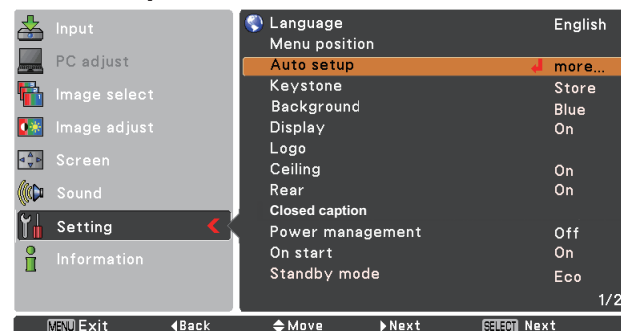 Input
PC adjust
Image select
Image adjust
Screen
Sound
Setting
Information
Language English
Menu position
Auto setup more...
Keystone Store
Background Blue
Display On
Logo
Ceiling On
Rear On
Closed caption
Power management Off
On start On
Standby mode Eco
1/2
MENU Exit Back Move Next SELECT Next